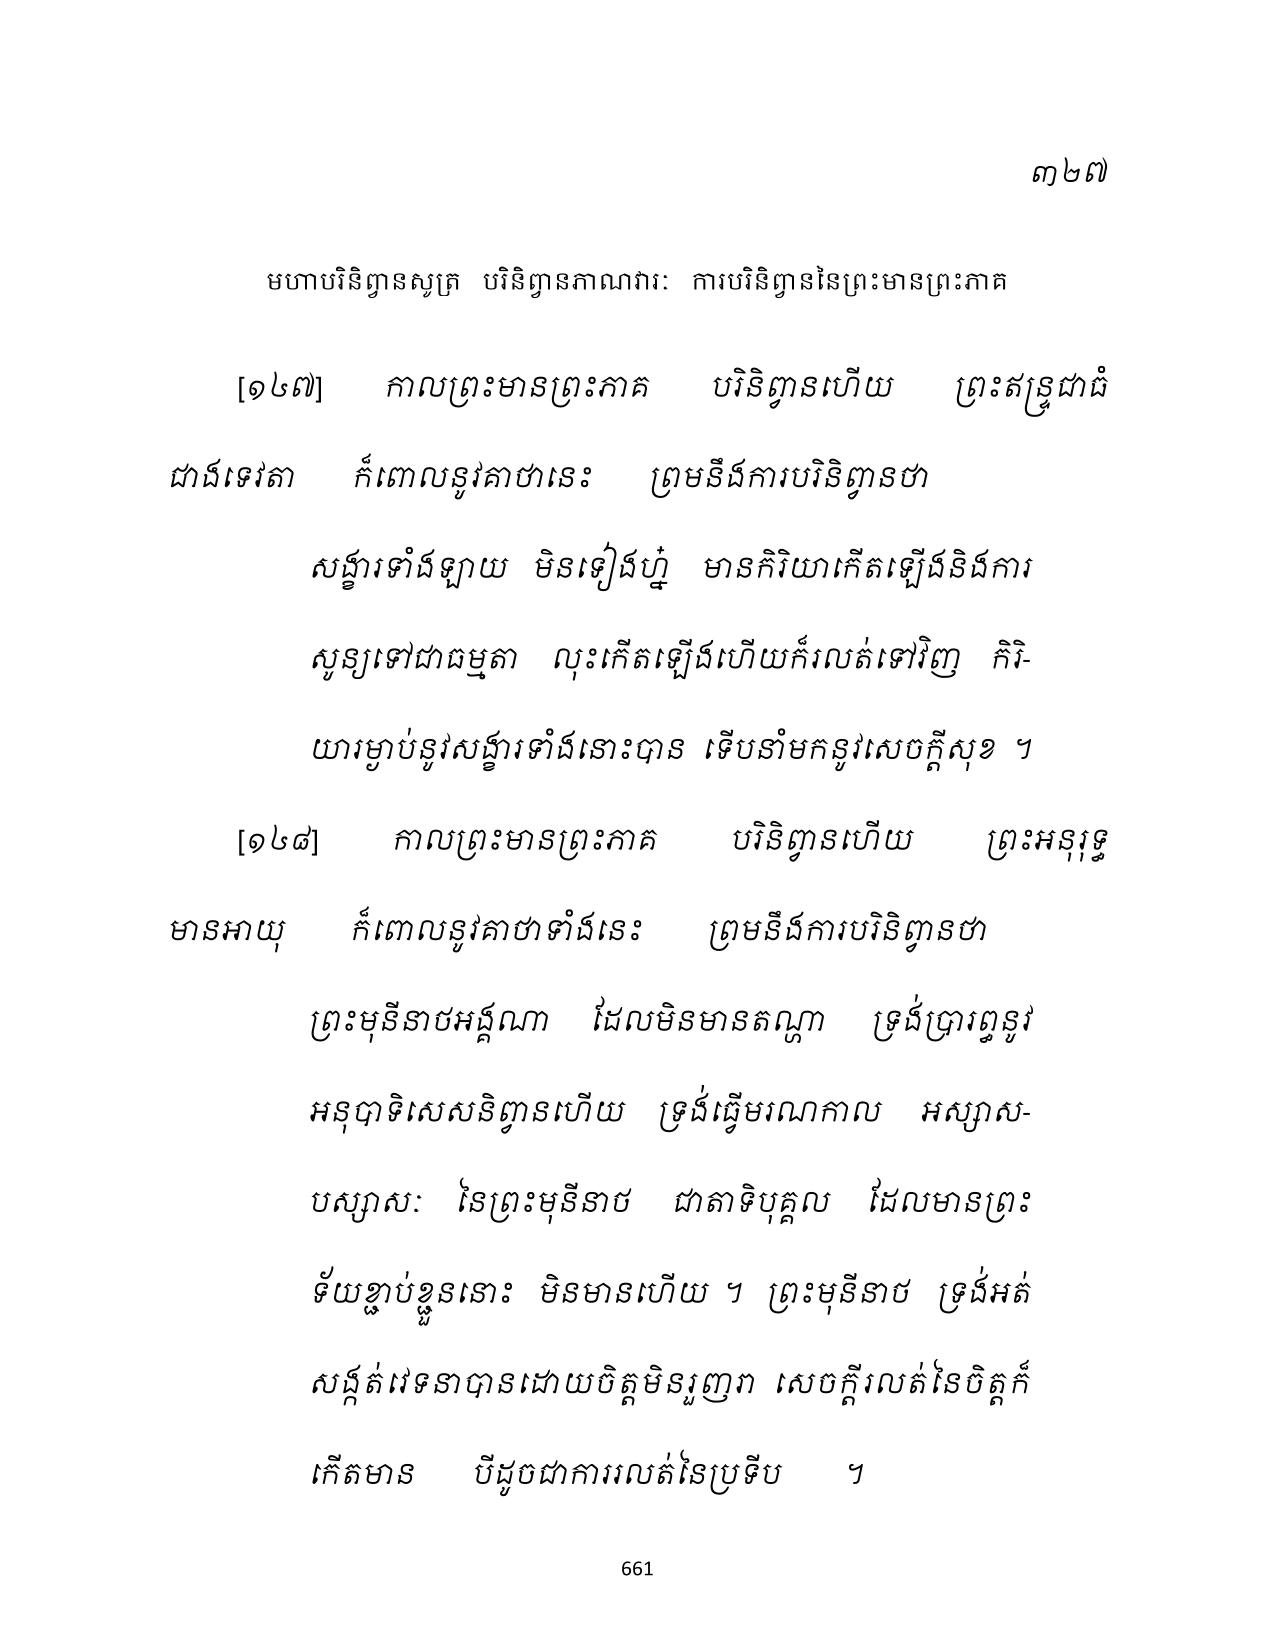 ៣២៧
មហាបរិនិព្វានសូត្រ បរិនិព្វានភាណវារៈ ការបរិនិព្វាននៃព្រះមានព្រះភាគ
[១៤៧] កាលព្រះមានព្រះភាគ បរិនិព្វានហើយ ព្រះឥន្ទ្រជាធំ
ជាងទេវតា ក៏ពោលនូវគាថានេះ ព្រមនឹងការបរិនិព្វានថា
សង្ខារទាំងឡាយ មិនទៀងហ្ន៎ មានកិរិយាកើតឡើងនិងការ
សូន្យទៅជាធម្មតា លុះកើតឡើងហើយក៏រលត់ទៅវិញ កិរិ-
យារម្ងាប់នូវសង្ខារទាំងនោះបាន ទើបនាំមកនូវសេចក្តីសុខ ។
[១៤៨] កាលព្រះមានព្រះភាគ បរិនិព្វានហើយ ព្រះអនុរុទ្ធ
មានអាយុ ក៏ពោលនូវគាថាទាំងនេះ ព្រមនឹងការបរិនិព្វានថា
ព្រះមុនីនាថអង្គណា ដែលមិនមានតណ្ហា ទ្រង់ប្រារព្ធនូវ
អនុបាទិសេសនិព្វានហើយ ទ្រង់ធ្វើមរណកាល អស្សាស-
បស្សាសៈ នៃព្រះមុនីនាថ ជាតាទិបុគ្គល ដែលមានព្រះ
ទ័យខ្ជាប់ខ្ជួននោះ មិនមានហើយ ។ ព្រះមុនីនាថ ទ្រង់អត់
សង្កត់វេទនាបានដោយចិត្តមិនរួញរា សេចក្តីរលត់នៃចិត្តក៏
កើតមាន បីដូចជាការរលត់នៃប្រទីប ។
661